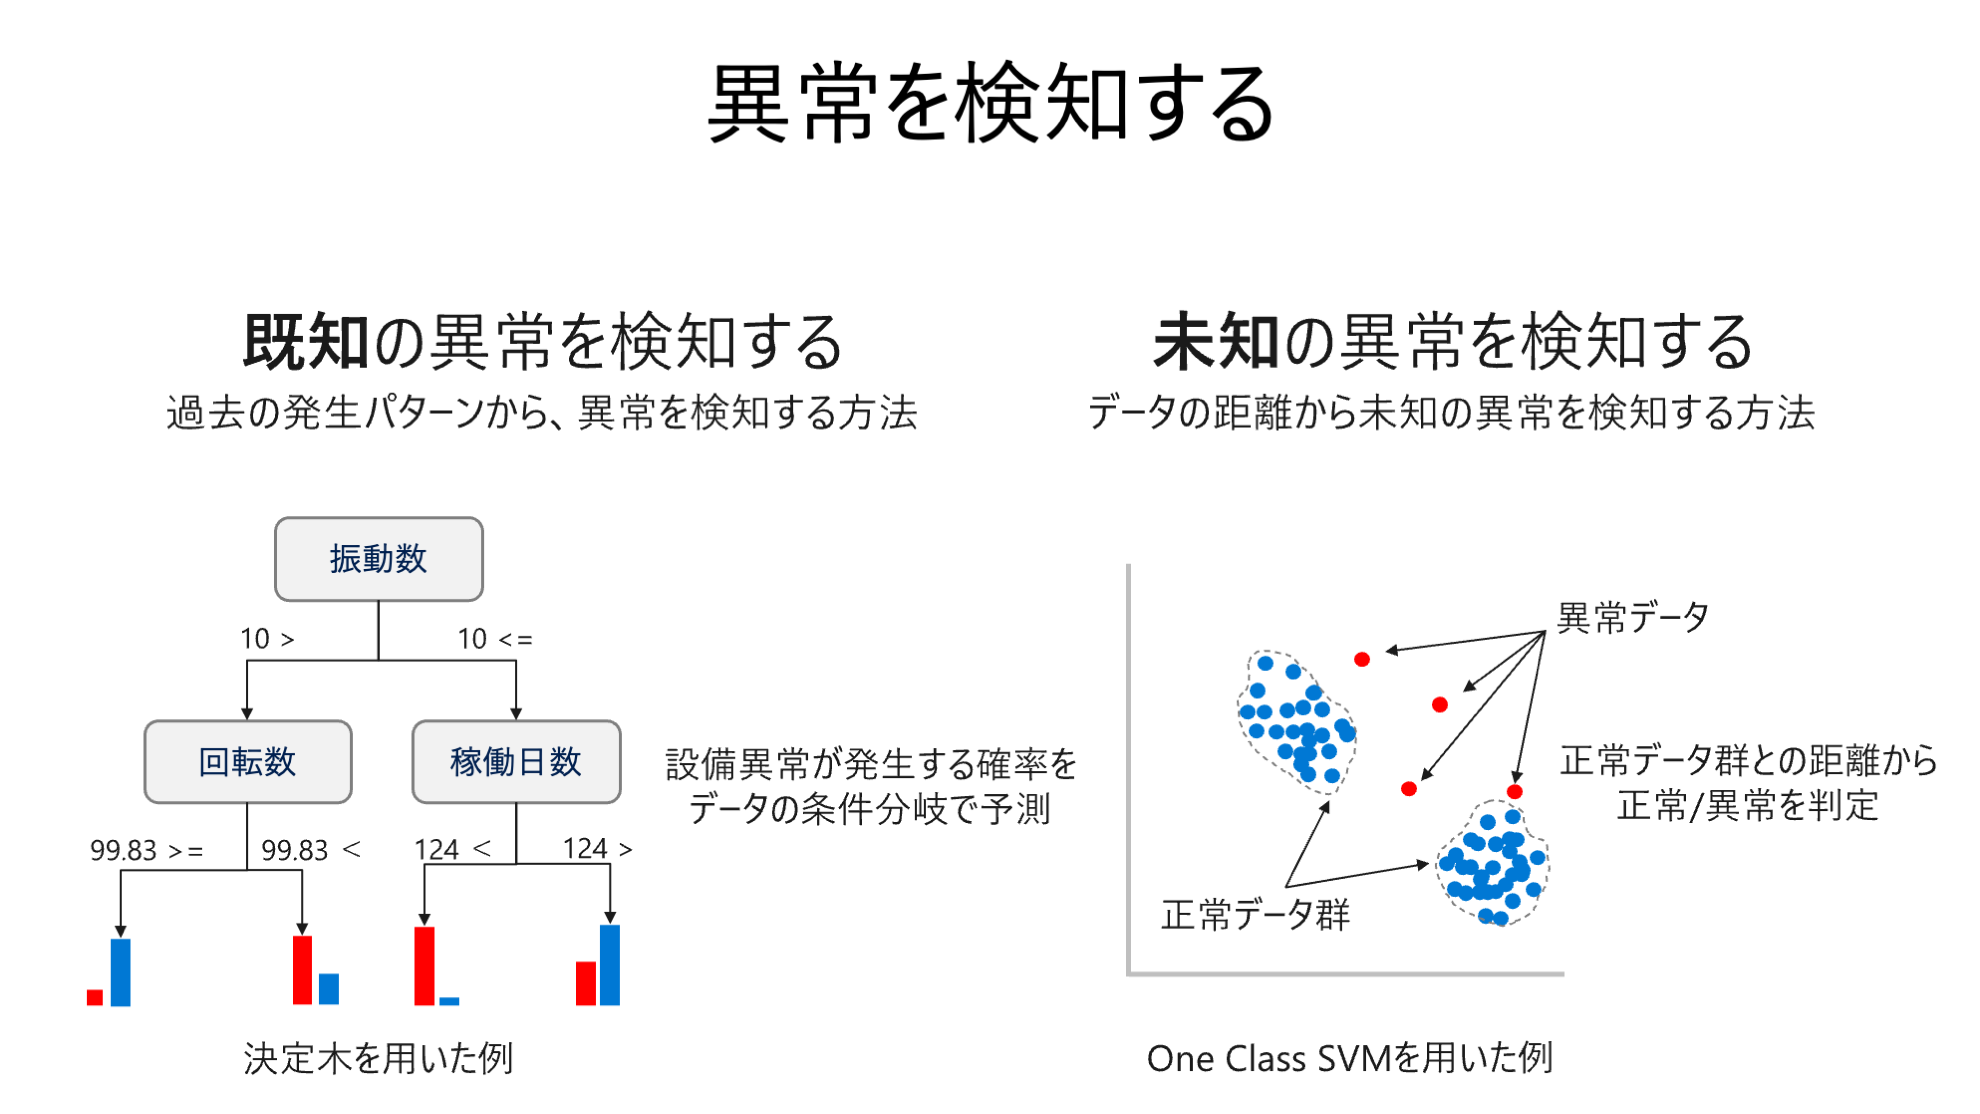 異常を検知する
既知の異常を検知する
過去の発生パターンから、異常を検知する方法
振動数
10 >
10 <=
回転数
稼働日数
99.83 >=
99.83 <
124 <
124 >
設備異常が発生する確率を
データの条件分岐で予測
決定木を用いた例
未知の異常を検知する
データの距離から未知の異常を検知する方法
異常データ
正常データ群との距離から
正常/異常を判定
正常データ群
One Class SVMを用いた例